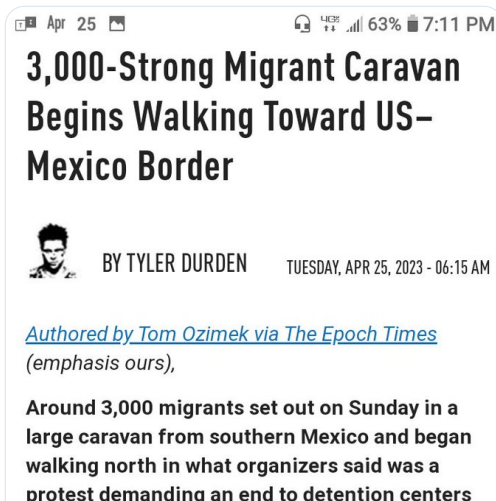 Apr 25 4G 63% 7:11 PM
3,000-Strong Migrant Caravan
Begins Walking Toward US–
Mexico Border
BY TYLER DURDEN TUESDAY, APR 25, 2023 - 06:15 AM
Authored by Tom Ozimek via The Epoch Times
(emphasis ours),
Around 3,000 migrants set out on Sunday in a
large caravan from southern Mexico and began
walking north in what organizers said was a
protest demanding an end to detention centers